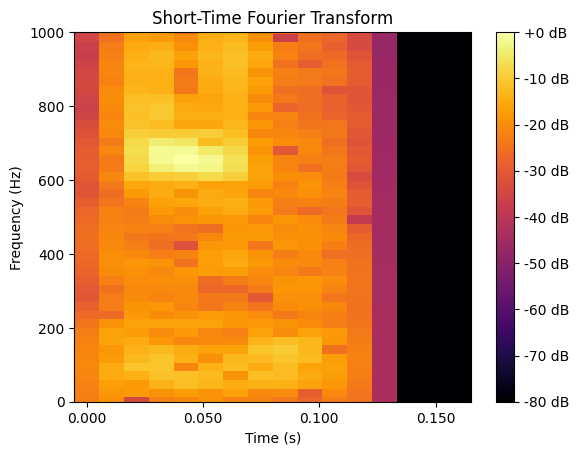 Short-Time Fourier Transform
1000
800
600
400
200
0
Frequency (Hz)
0.000
0.050
0.100
0.150
Time (s)
+0 dB
-10 dB
-20 dB
-30 dB
-40 dB
-50 dB
-60 dB
-70 dB
-80 dB